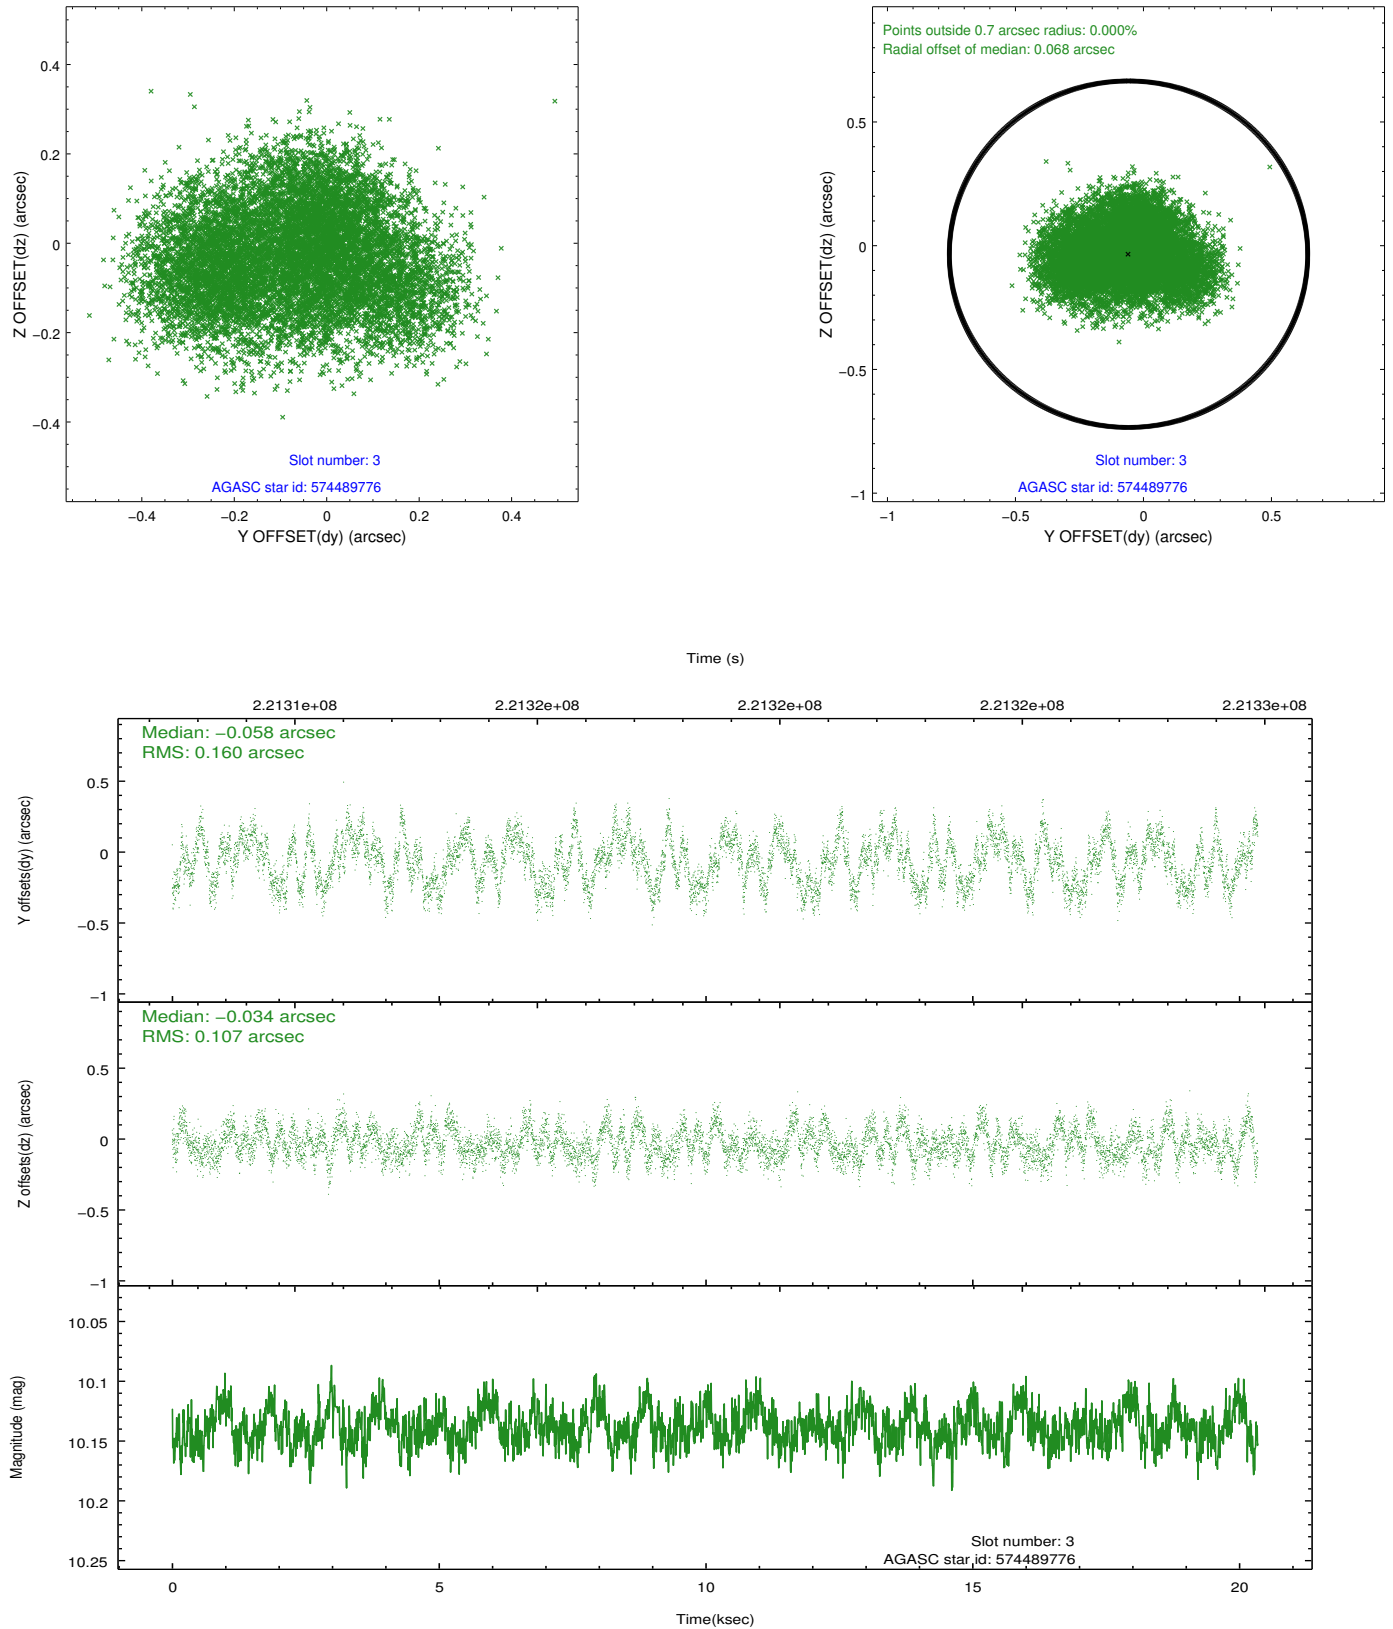 0.4
0.2
0
−0.2
−0.4
Z OFFSET(dz) (arcsec)
Slot number: 3
AGASC star id: 574489776
−0.4 −0.2 0 0.2 0.4
Y OFFSET(dy) (arcsec)
Points outside 0.7 arcsec radius: 0.000%
Radial offset of median: 0.068 arcsec
0.5
0
−0.5
−1
Z OFFSET(dz) (arcsec)
Slot number: 3
AGASC star id: 574489776
−1 −0.5 0 0.5
Y OFFSET(dy) (arcsec)
Time (s)
2.2131e+08 2.2132e+08 2.2132e+08 2.2132e+08 2.2133e+08
Median: −0.058 arcsec
RMS: 0.160 arcsec
0.5
0
−0.5
−1
Y offsets(dy) (arcsec)
Median: −0.034 arcsec
RMS: 0.107 arcsec
0.5
0
−0.5
−1
Z offsets(dz) (arcsec)
10.05
10.1
10.15
10.2
10.25
Magnitude (mag)
Slot number: 3
AGASC star id: 574489776
0 5 10 15 20
Time(ksec)